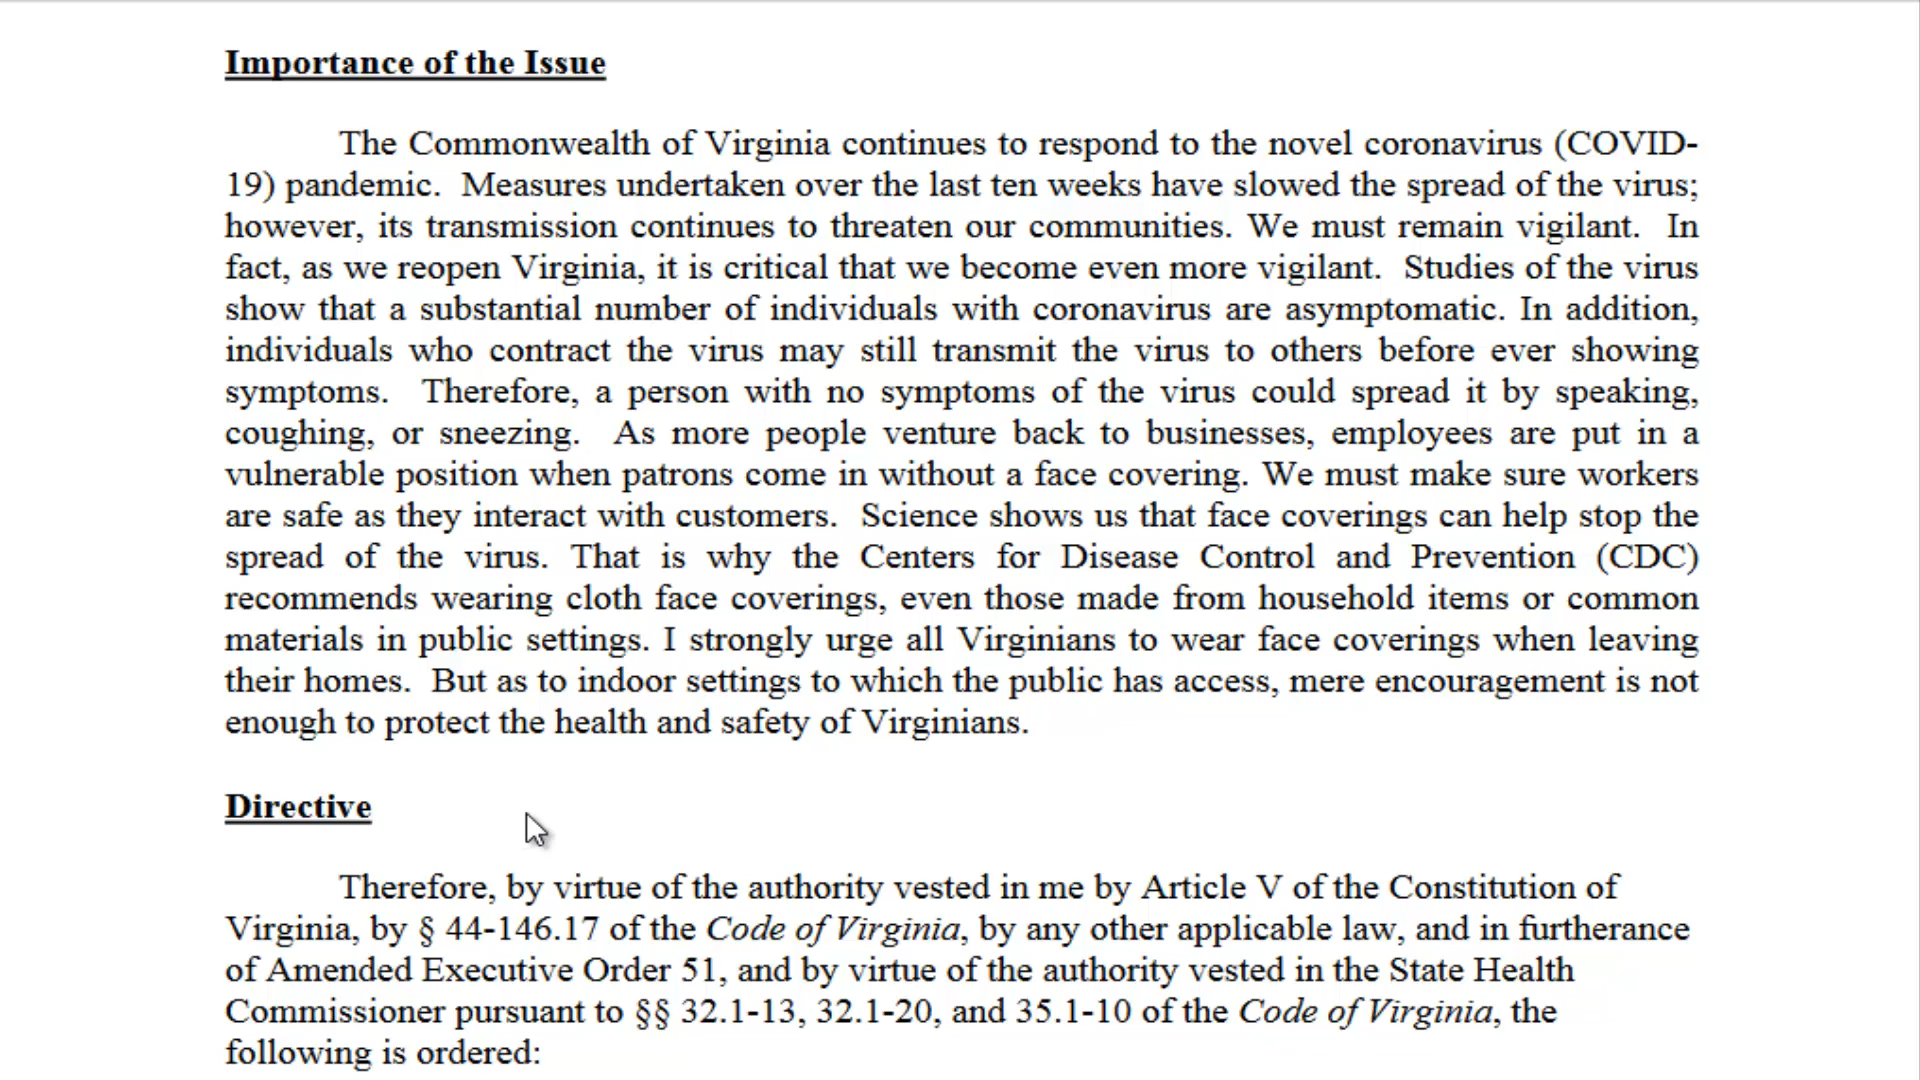 Importance of the Issue
The Commonwealth of Virginia continues to respond to the novel coronavirus (COVID-
19) pandemic.  Measures undertaken over the last ten weeks have slowed the spread of the virus;
however, its transmission continues to threaten our communities. We must remain vigilant.  In
fact, as we reopen Virginia, it is critical that we become even more vigilant.  Studies of the virus
show that a substantial number of individuals with coronavirus are asymptomatic. In addition,
individuals who contract the virus may still transmit the virus to others before ever showing
symptoms.  Therefore, a person with no symptoms of the virus could spread it by speaking,
coughing, or sneezing.  As more people venture back to businesses, employees are put in a
vulnerable position when patrons come in without a face covering. We must make sure workers
are safe as they interact with customers.  Science shows us that face coverings can help stop the
spread of the virus. That is why the Centers for Disease Control and Prevention (CDC)
recommends wearing cloth face coverings, even those made from household items or common
materials in public settings. I strongly urge all Virginians to wear face coverings when leaving
their homes.  But as to indoor settings to which the public has access, mere encouragement is not
enough to protect the health and safety of Virginians.
Directive
Therefore, by virtue of the authority vested in me by Article V of the Constitution of
Virginia, by § 44-146.17 of the Code of Virginia, by any other applicable law, and in furtherance
of Amended Executive Order 51, and by virtue of the authority vested in the State Health
Commissioner pursuant to §§ 32.1-13, 32.1-20, and 35.1-10 of the Code of Virginia, the
following is ordered: